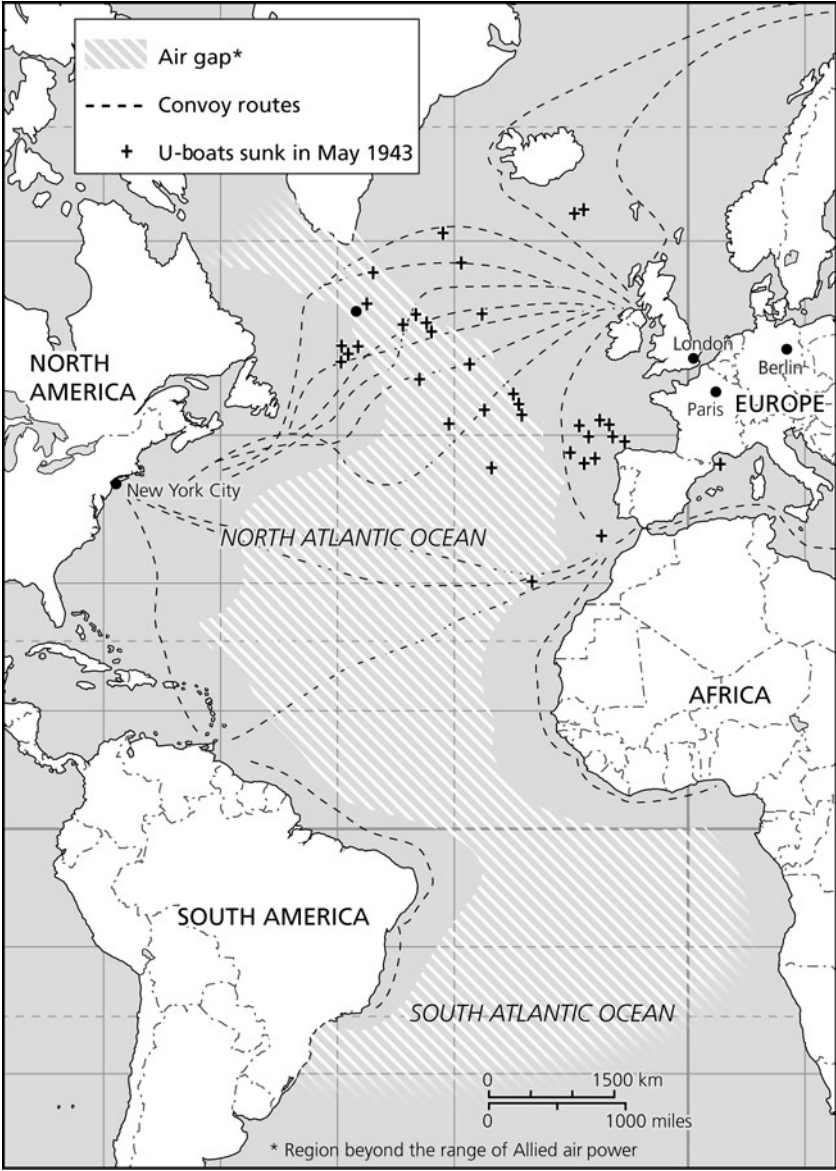 Air gap*
Convoy routes
U-boats sunk in May 1943
NORTH
AMERICA
London
Berlin
Paris
EUROPE
New York City
NORTH ATLANTIC OCEAN
AFRICA
SOUTH AMERICA
SOUTH ATLANTIC OCEAN
0 1500 km
0 1000 miles
* Region beyond the range of Allied air power